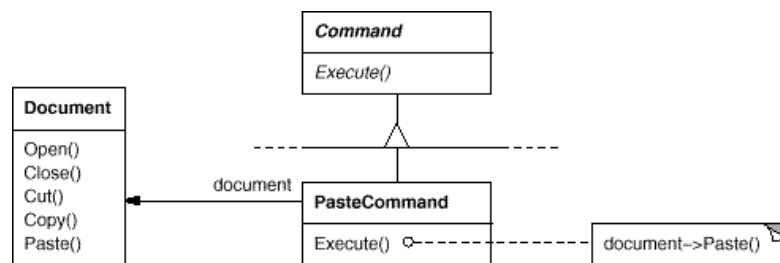 Command
Execute()
Document
Open()
Close()
Cut()
Copy()
Paste()
document
PasteCommand
Execute()
document->Paste()